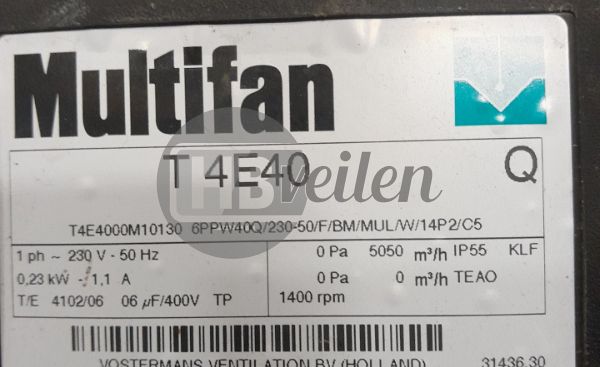 Multifan
T 4E40 Q
HB veilen
T4E4000M10130 6PPW40Q/230-50/F/BM/MUL/W/14P2/C5
1 ph ~ 230 V - 50 Hz 0 Pa 5050 m³/h IP55 KLF
0,23 kW - 1,1 A 0 Pa 0 m³/h TEAO
T/E 4102/06 06 µF/400V TP 1400 rpm
VOSTERMANS VENTILATION BV (HOLLAND) 31436.30